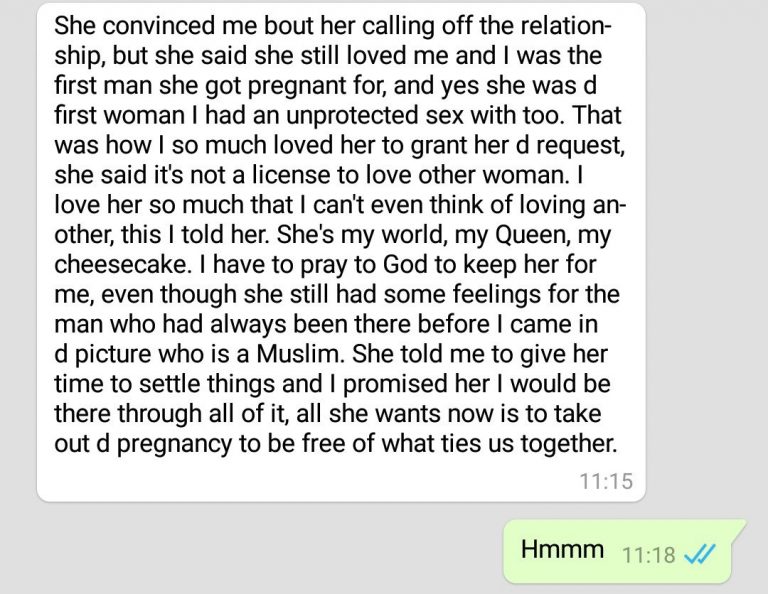 She convinced me bout her calling off the relation-
ship, but she said she still loved me and I was the
first man she got pregnant for, and yes she was d
first woman I had an unprotected sex with too. That
was how I so much loved her to grant her d request,
she said it's not a license to love other woman. I
love her so much that I can't even think of loving an-
other, this I told her. She's my world, my Queen, my
cheesecake. I have to pray to God to keep her for
me, even though she still had some feelings for the
man who had always been there before I came in
d picture who is a Muslim. She told me to give her
time to settle things and I promised her I would be
there through all of it, all she wants now is to take
out d pregnancy to be free of what ties us together.
11:15
Hmmm 11:18